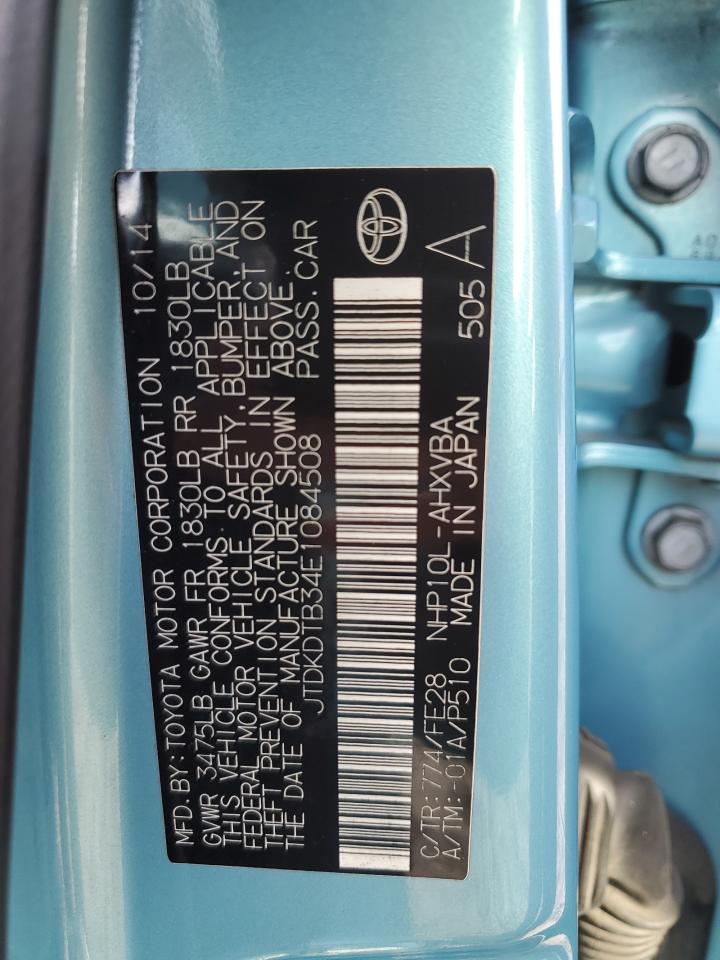 MFD. BY: TOYOTA MOTOR CORPORATION 10/14
GVWR 3475LB GAWR FR 1830LB RR 1830LB
THIS VEHICLE CONFORMS TO ALL APPLICABLE
FEDERAL MOTOR VEHICLE SAFETY, BUMPER, AND
THEFT PREVENTION STANDARDS IN EFFECT ON
THE DATE OF MANUFACTURE SHOWN ABOVE.
JTDKDTB34E1084508 PASS. CAR
C/TR: 774/FE28 NHP10L-AHXVBA
A/TM: -01A/P510 MADE IN JAPAN 505 A